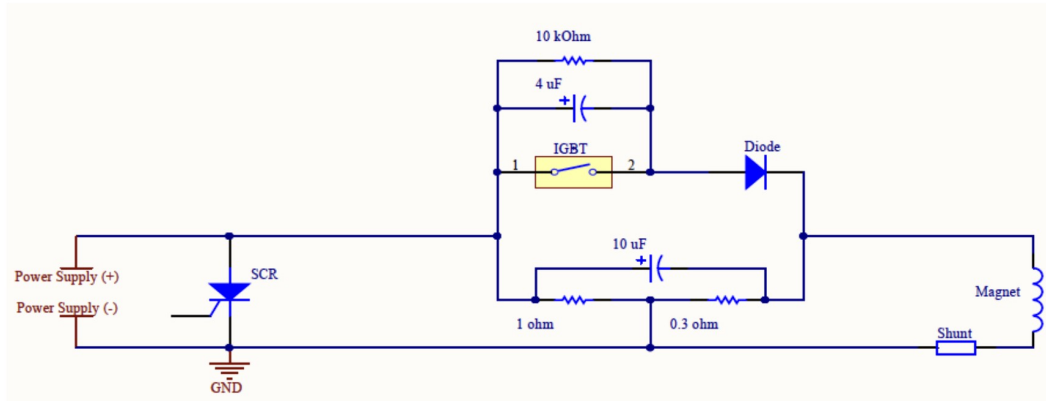 10 kOhm
4 uF
IGBT
1
2
Diode
10 uF
Power Supply (+)
SCR
Power Supply (-)
Magnet
1 ohm
0.3 ohm
Shunt
GND